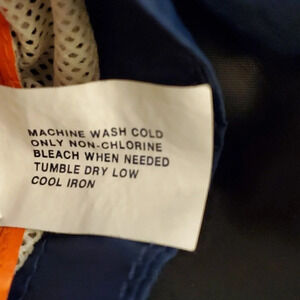 MACHINE WASH COLD
ONLY NON-CHLORINE
BLEACH WHEN NEEDED
TUMBLE DRY LOW
COOL IRON